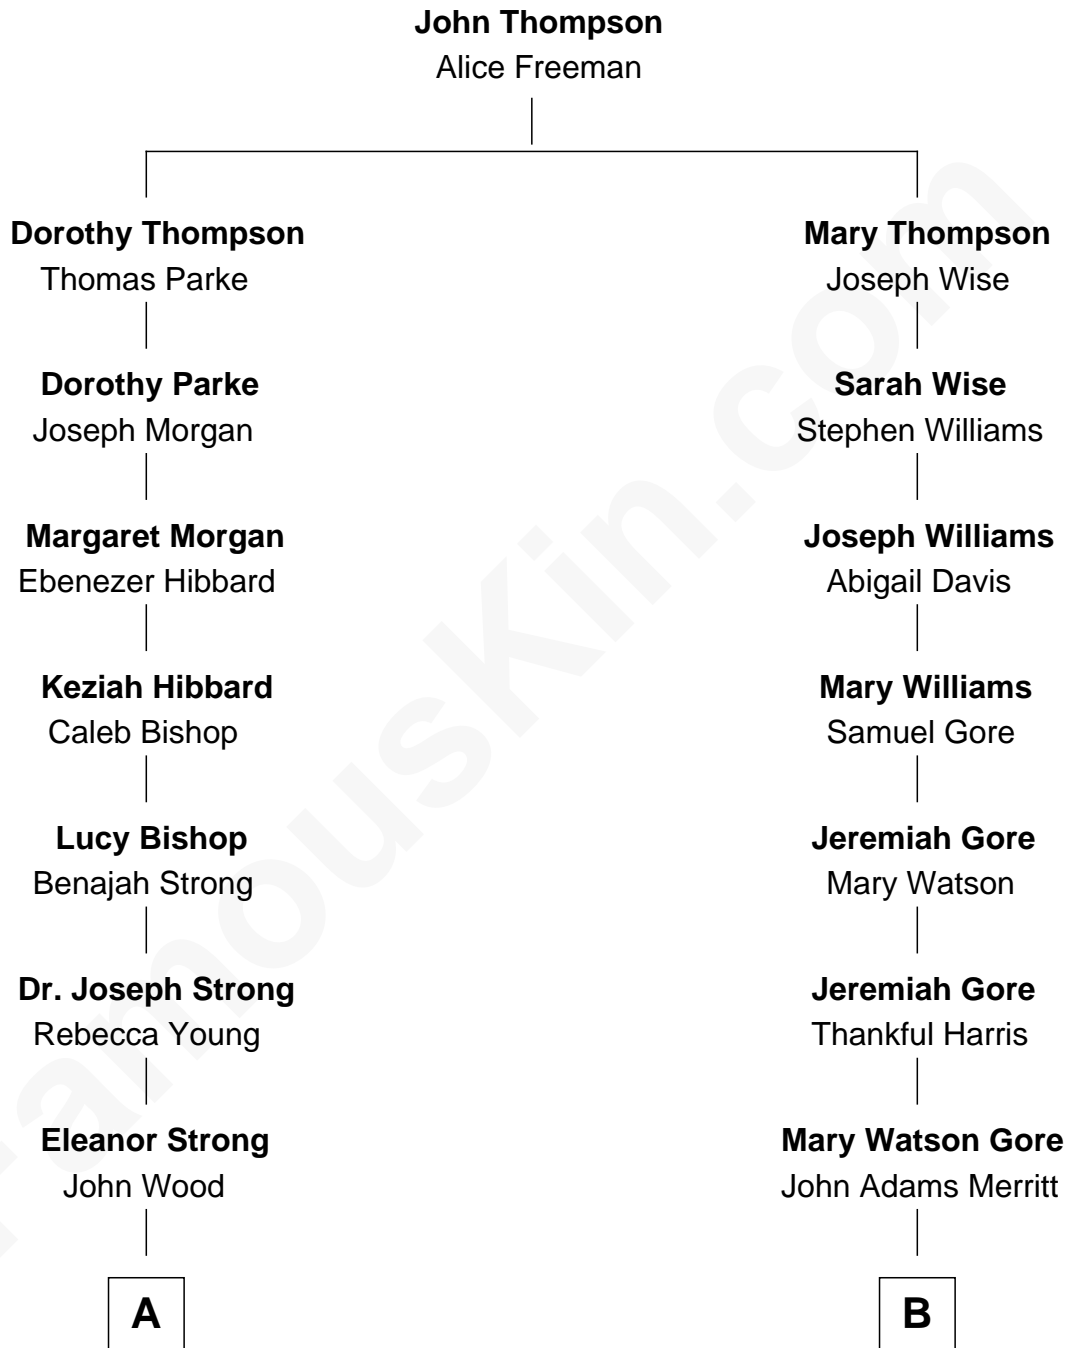 John Thompson
Alice Freeman
Dorothy Thompson
Thomas Parke
Mary Thompson
Joseph Wise
Dorothy Parke
Joseph Morgan
Sarah Wise
Stephen Williams
Margaret Morgan
Ebenezer Hibbard
Joseph Williams
Abigail Davis
Keziah Hibbard
Caleb Bishop
Mary Williams
Samuel Gore
Lucy Bishop
Benajah Strong
Jeremiah Gore
Mary Watson
Dr. Joseph Strong
Rebecca Young
Jeremiah Gore
Thankful Harris
Eleanor Strong
John Wood
Mary Watson Gore
John Adams Merritt
A
B
FamousKin.com